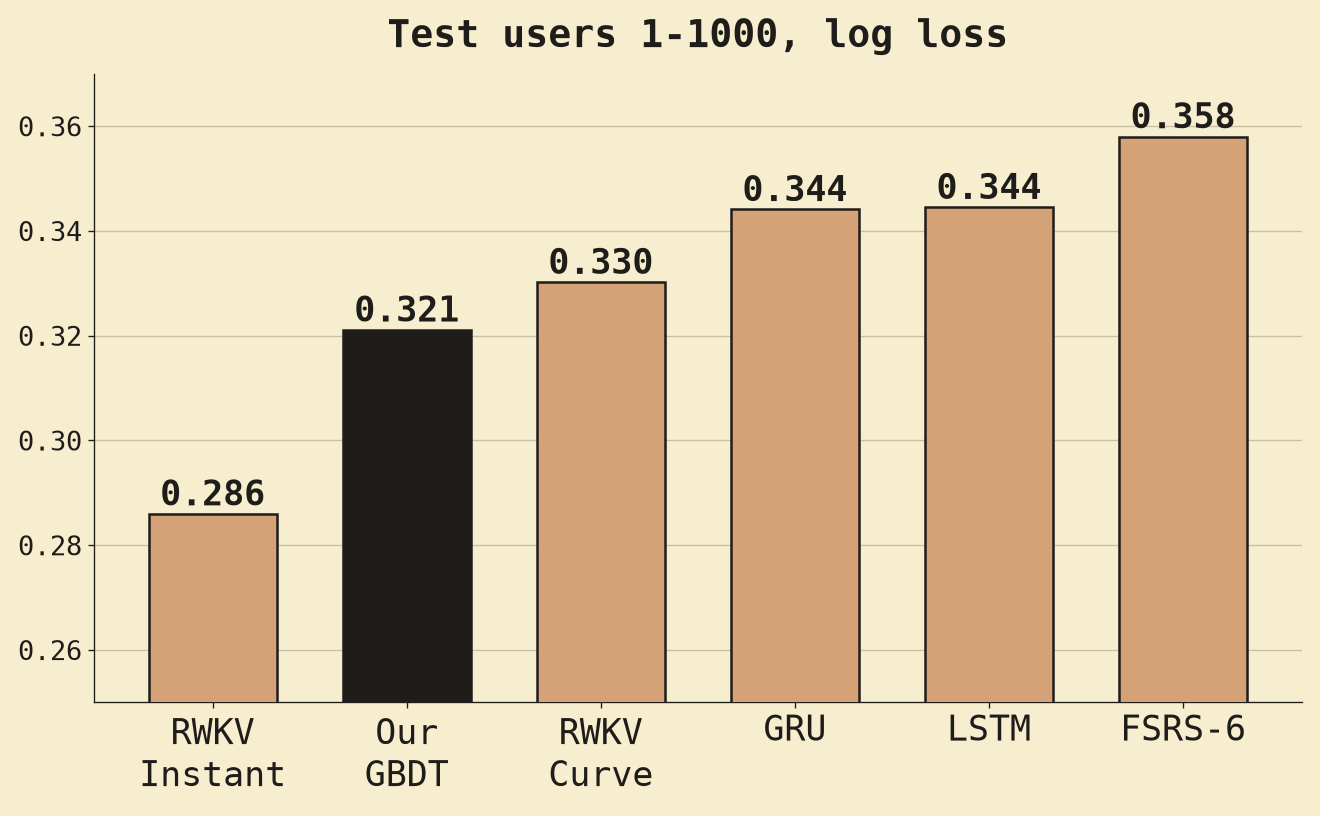 Test users 1-1000, log loss
0.36
0.34
0.32
0.30
0.28
0.26
0.286
0.321
0.330
0.344
0.344
0.358
RWKV
Instant
Our
GBDT
RWKV
Curve
GRU
LSTM
FSRS-6